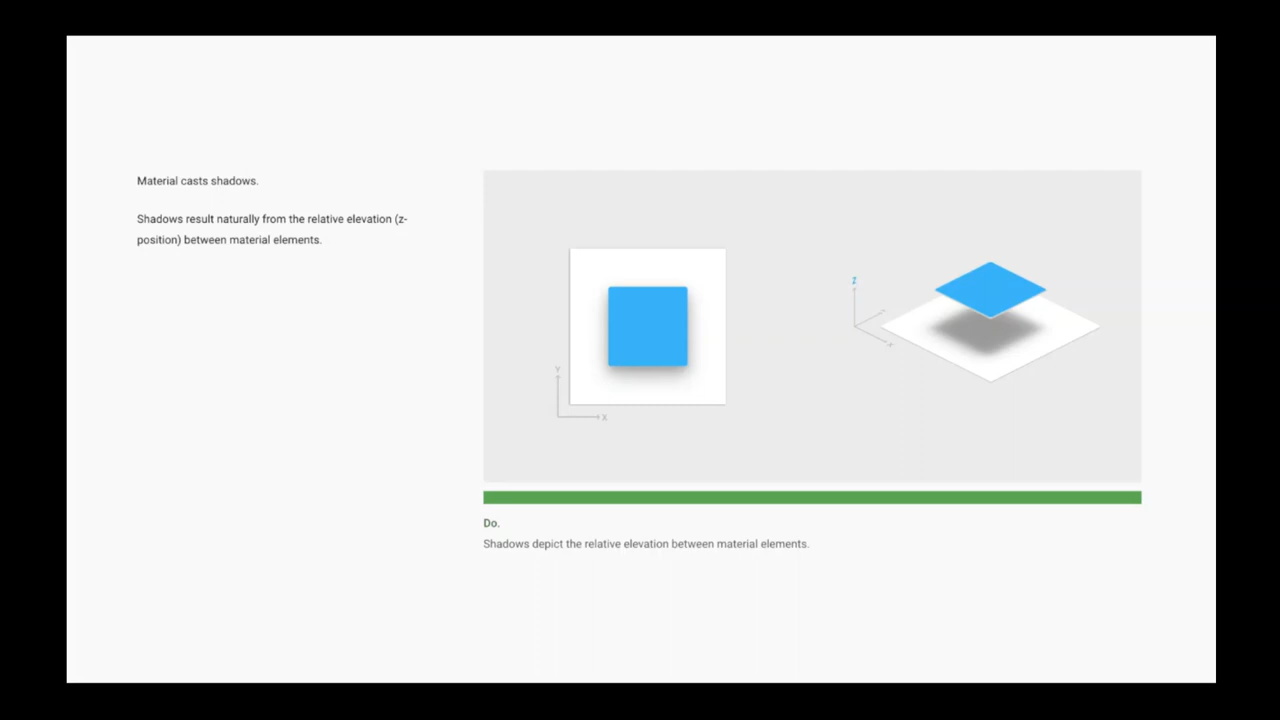 Material casts shadows.
Shadows result naturally from the relative elevation (z-
position) between material elements.
Z
Y
X
Do.
Shadows depict the relative elevation between material elements.